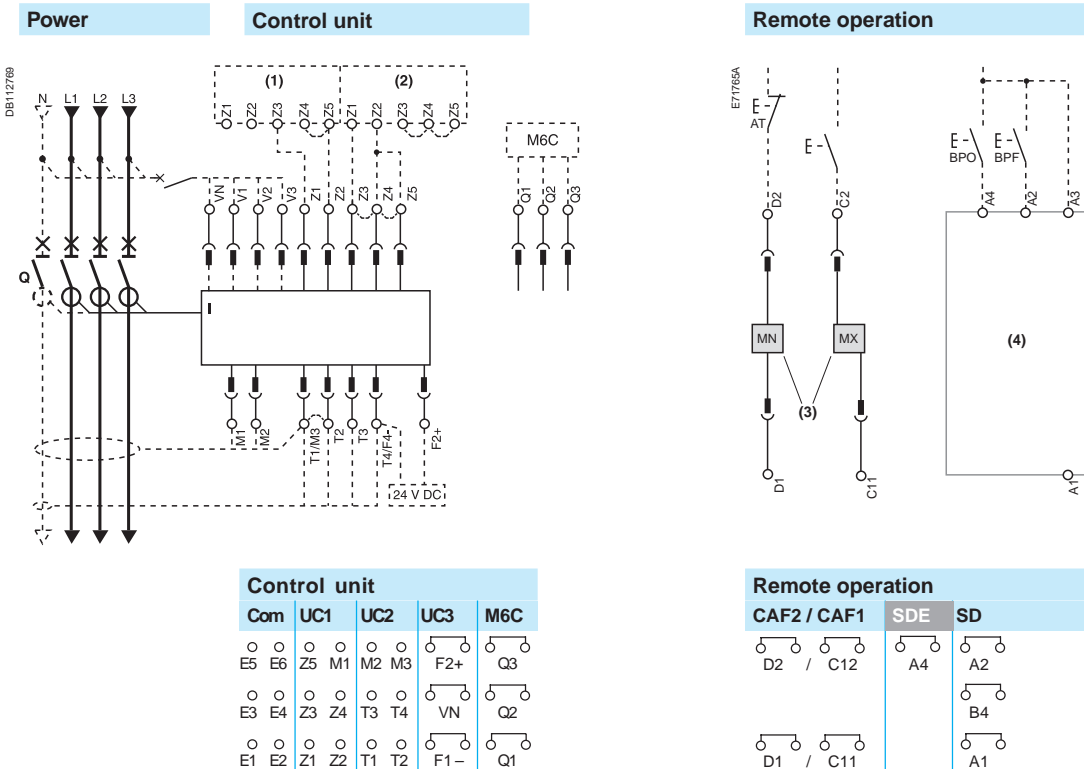 Power
Control unit
Remote operation
DB112769
N L1 L2 L3
(1) (2)
Z1 Z2 Z3 Z4 Z5 Z1 Z2 Z3 Z4 Z5
M6C
Q1 Q2 Q3
VN V1 V2 V3 Z1 Z2 Z3 Z4 Z5
Q
I
M1 M2 T1/M3 T2 T3 T4/F4- F2+
24 V DC
E71765A
E
AT
E
D2 C2
MN MX
(3)
D1 C11
E E
BPO BPF
A4 A2 A3
(4)
A1
Control unit
Com UC1 UC2 UC3 M6C
E5 E6 Z5 M1 M2 M3 F2+ Q3
E3 E4 Z3 Z4 T3 T4 VN Q2
E1 E2 Z1 Z2 T1 T2 F1 – Q1
Remote operation
CAF2 / CAF1 SDE SD
D2 / C12 A4 A2
B4
D1 / C11 A1